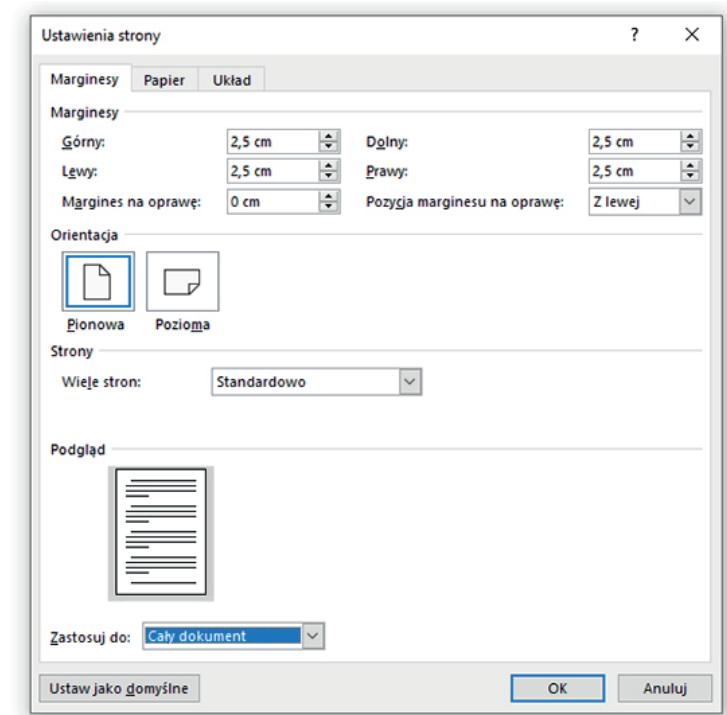 Ustawienia strony ? ×
Marginesy Papier Układ
Marginesy
Górny: 2,5 cm Dolny: 2,5 cm
Lewy: 2,5 cm Prawy: 2,5 cm
Margines na oprawę: 0 cm Pozycja marginesu na oprawę: Z lewej
Orientacja
Pionowa Pozioma
Strony
Wiele stron: Standardowo
Podgląd
Zastosuj do: Cały dokument
Ustaw jako domyślne OK Anuluj